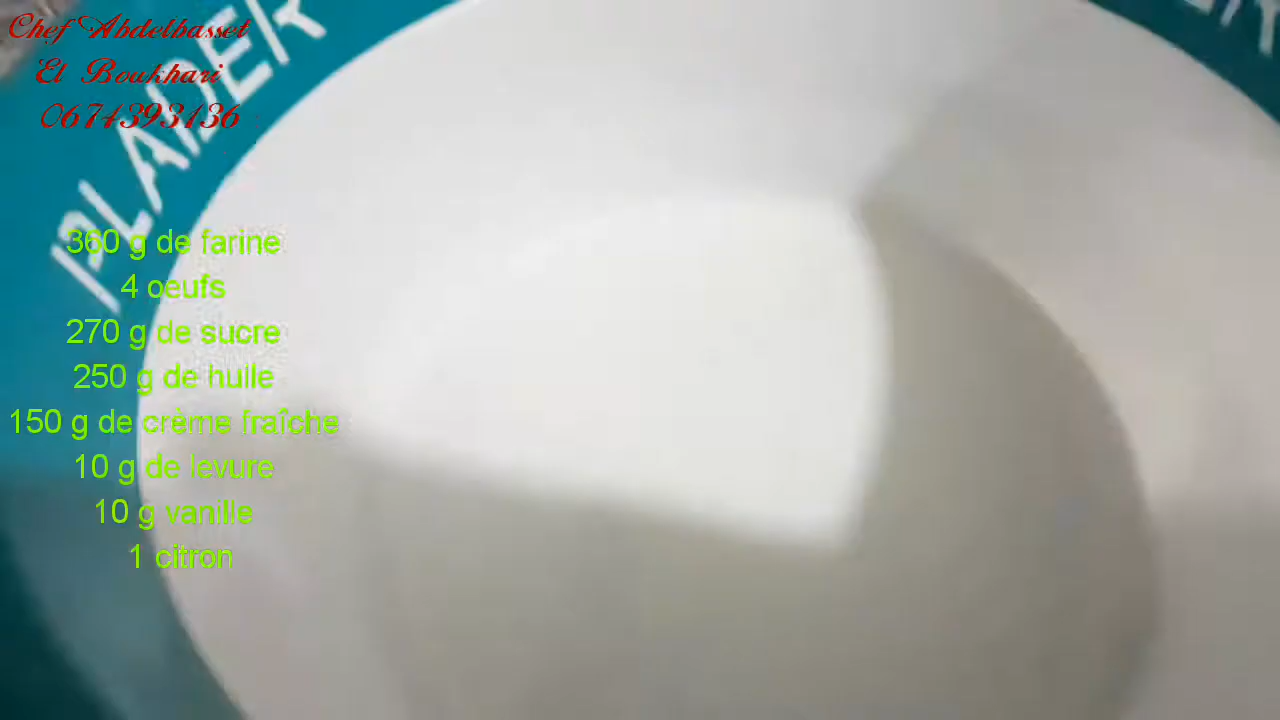 Chef Abdelbasset
El Boukhari
0674393136
PLAIDER
360 g de farine
4 oeufs
270 g de sucre
250 g de huile
150 g de crème fraîche
10 g de levure
10 g vanille
1 citron